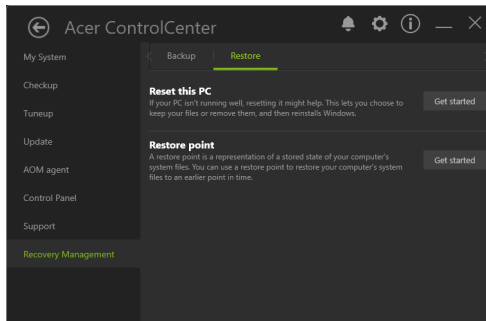 Acer ControlCenter
My System
Checkup
Tuneup
Update
AOM agent
Control Panel
Support
Recovery Management
Backup
Restore
Reset this PC
If your PC isn't running well, resetting it might help. This lets you choose to
keep your files or remove them, and then reinstalls Windows.
Get started
Restore point
A restore point is a representation of a stored state of your computer's
system files. You can use a restore point to restore your computer's system
files to an earlier point in time.
Get started